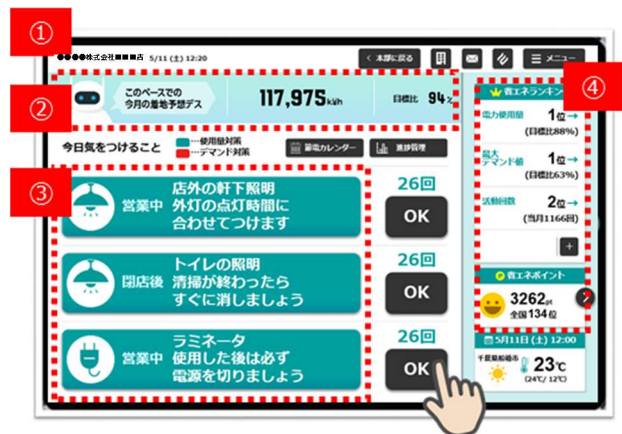 ①
●●●●株式会社■■■店 5/11 (土) 12:20
< 本部に戻る
メニュー
②
このペースでの
今月の着地予想デス
117,975kWh
目標比 94%
今日気をつけること
…使用量対策
…デマンド対策
節電カレンダー
進捗管理
③
営業中
店外の軒下照明
外灯の点灯時間に
合わせてつけます
26回
OK
閉店後
トイレの照明
清掃が終わったら
すぐに消しましょう
26回
OK
営業中
ラミネータ
使用した後は必ず
電源を切りましょう
26回
OK
④
省エネランキン
電力使用量 1位→
(目標比88%)
最大
デマンド値 1位→
(目標比63%)
活動回数 2位→
(当月1166回)
+
P 省エネポイント
3262pt
全国134位
5月11日 (土) 12:00
千葉県船橋市
23℃
(24℃/ 12℃)